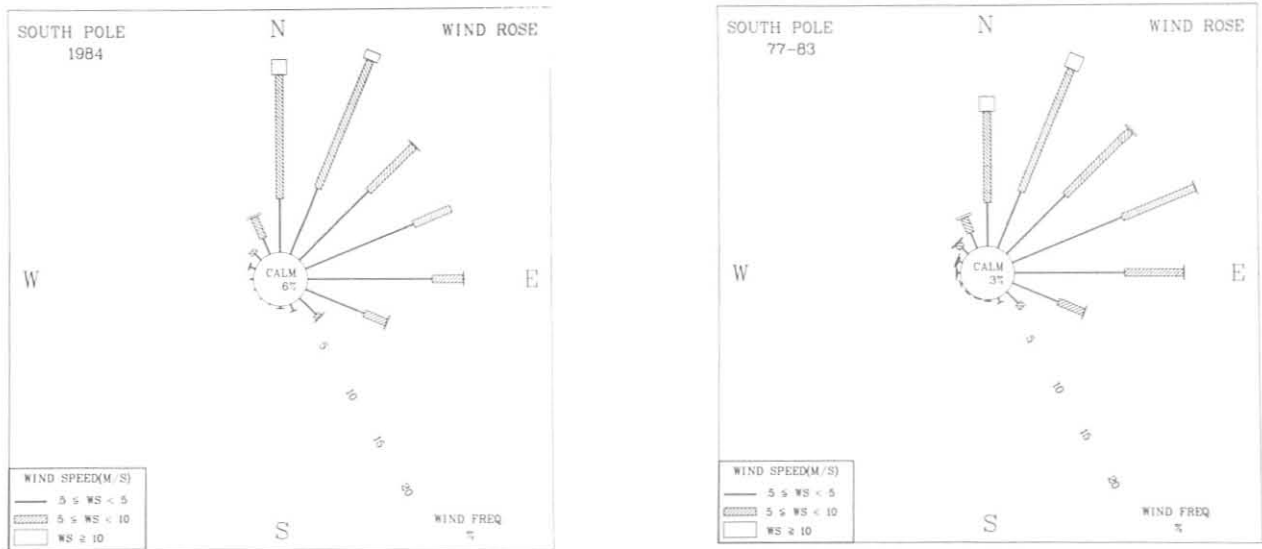 SOUTH POLE
1984
N
WIND ROSE
W
CALM
6%
E
5
10
15
20
WIND SPEED(M/S)
.5 ≤ WS < 5
5 ≤ WS < 10
WS ≥ 10
S
WIND FREQ
%
SOUTH POLE
77-83
N
WIND ROSE
W
CALM
3%
E
5
10
15
20
WIND SPEED(M/S)
.5 ≤ WS < 5
5 ≤ WS < 10
WS ≥ 10
S
WIND FREQ
%